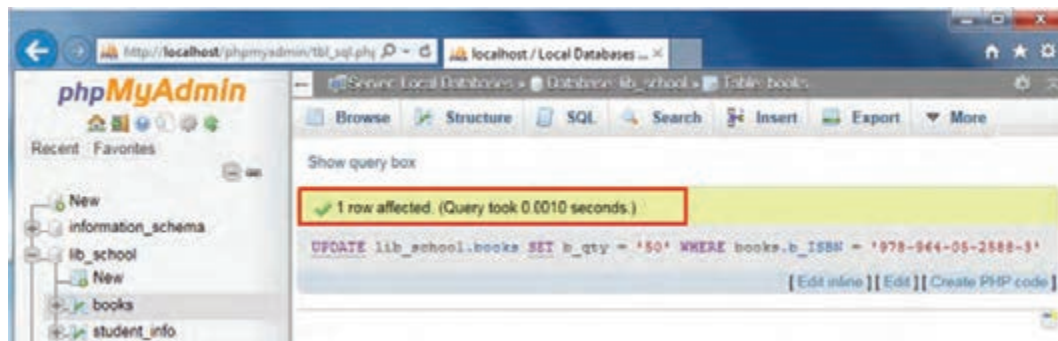 http://localhost/phpmyadmin/tbl_sql.ph
localhost / Local Databases ...
phpMyAdmin
Server: Local Databases » Database: lib_school » Table: books
Browse Structure SQL Search Insert Export More
Recent Favorites
Show query box
New
1 row affected. (Query took 0.0010 seconds.)
information_schema
UPDATE lib_school.books SET b_qty = '50' WHERE books.b_ISBN = '978-964-05-2588-5'
lib_school
New
[ Edit inline ] [ Edit ] [ Create PHP code ]
books
student_info